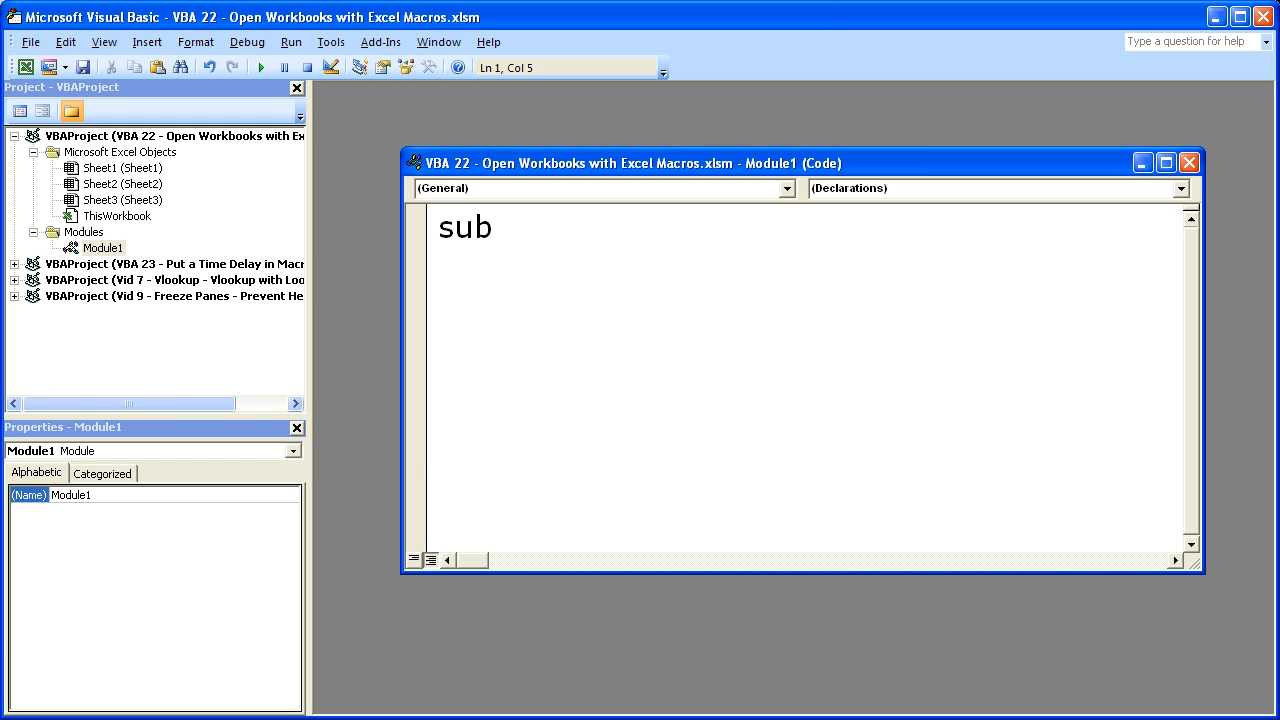 Microsoft Visual Basic - VBA 22 - Open Workbooks with Excel Macros.xlsm
File Edit View Insert Format Debug Run Tools Add-Ins Window Help
Type a question for help
Ln 1, Col 5
Project - VBAProject
VBAProject (VBA 22 - Open Workbooks with Ex
Microsoft Excel Objects
Sheet1 (Sheet1)
Sheet2 (Sheet2)
Sheet3 (Sheet3)
ThisWorkbook
Modules
Module1
VBAProject (VBA 23 - Put a Time Delay in Macr
VBAProject (Vid 7 - Vlookup - Vlookup with Loo
VBAProject (Vid 9 - Freeze Panes - Prevent He
Properties - Module1
Module1 Module
Alphabetic Categorized
(Name) Module1
VBA 22 - Open Workbooks with Excel Macros.xlsm - Module1 (Code)
(General) (Declarations)
sub